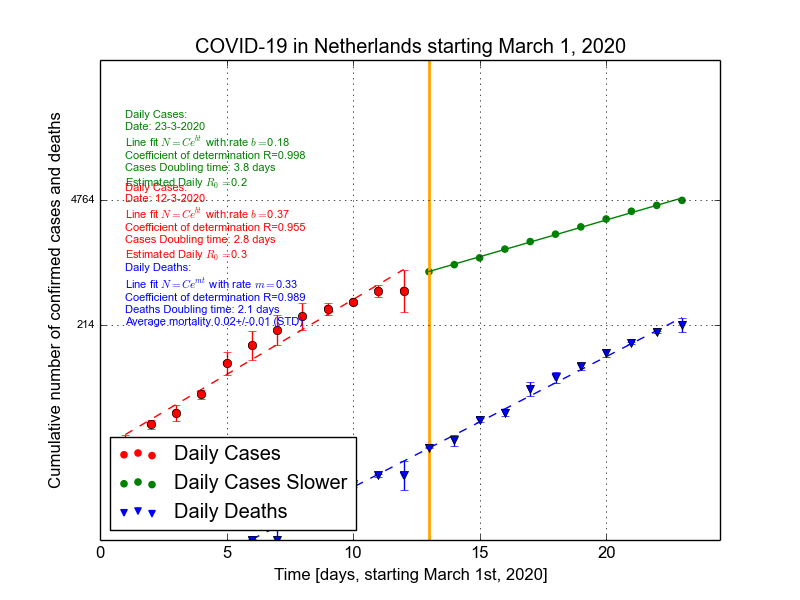 COVID-19 in Netherlands starting March 1, 2020
Cumulative number of confirmed cases and deaths
4764
214
Daily Cases:
Date: 23-3-2020
Line fit N = Ce^{bt} with rate b = 0.18
Coefficient of determination R=0.998
Cases Doubling time: 3.8 days
Estimated Daily R_0 = 0.2
Daily Cases:
Date: 12-3-2020
Line fit N = Ce^{bt} with rate b = 0.37
Coefficient of determination R=0.955
Cases Doubling time: 2.8 days
Estimated Daily R_0 = 0.3
Daily Deaths:
Line fit N = Ce^{mt} with rate m = 0.33
Coefficient of determination R=0.989
Deaths Doubling time: 2.1 days
Average mortality 0.02+/-0.01 (STD)
Daily Cases
Daily Cases Slower
Daily Deaths
0 5 10 15 20
Time [days, starting March 1st, 2020]